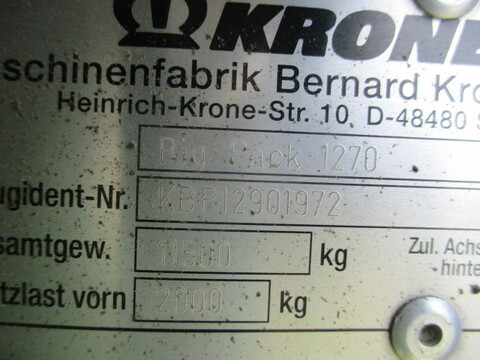 KRONE
schinenfabrik Bernard Kro
Heinrich-Krone-Str. 10, D-48480 S
Big Pack 1270
ugident-Nr. KBP12901972
samtgew. 11500 kg Zul. Achs
hinte
tzlast vorn 2000 kg